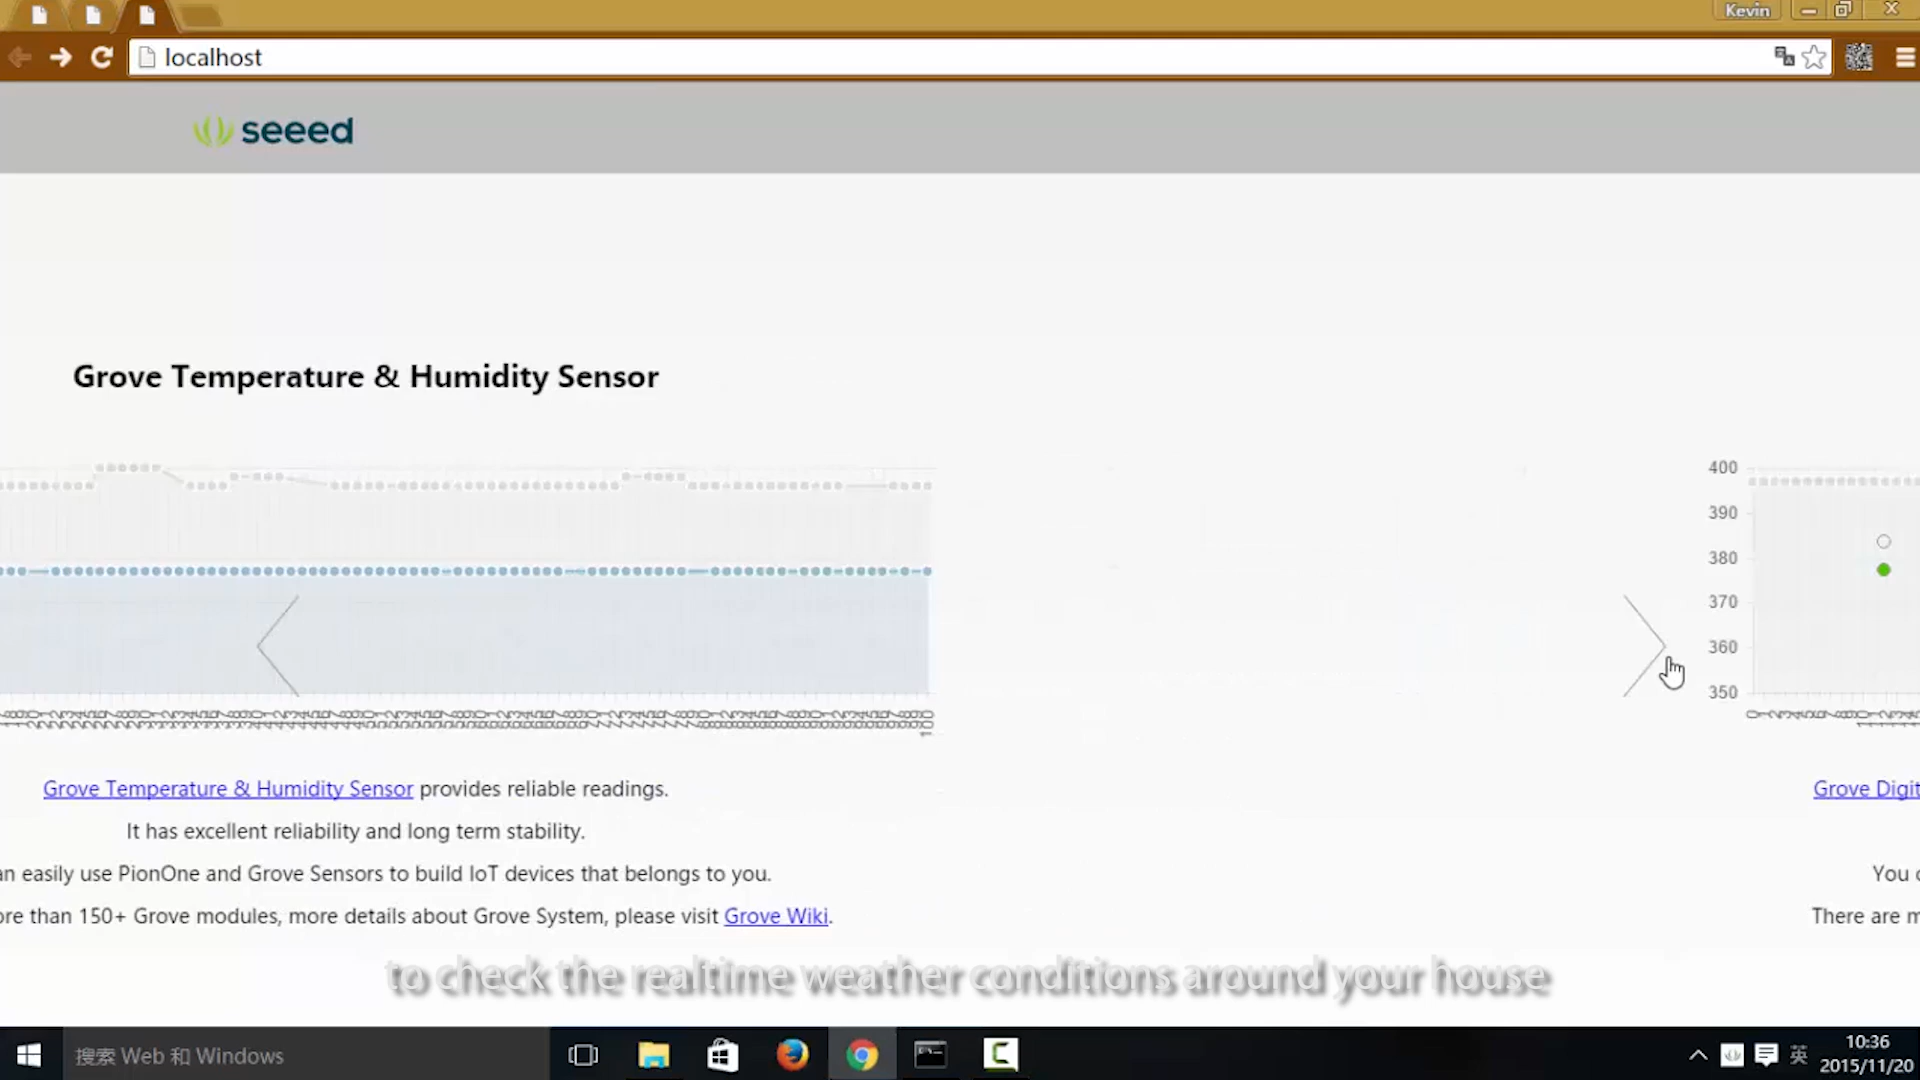 Kevin
localhost
seeed
Grove Temperature & Humidity Sensor
400
390
380
370
360
350
Grove Temperature & Humidity Sensor provides reliable readings.
Grove Digit
It has excellent reliability and long term stability.
an easily use PionOne and Grove Sensors to build IoT devices that belongs to you.
You c
ore than 150+ Grove modules, more details about Grove System, please visit Grove Wiki.
There are m
to check the realtime weather conditions around your house
搜索 Web 和 Windows
英
10:36
2015/11/20